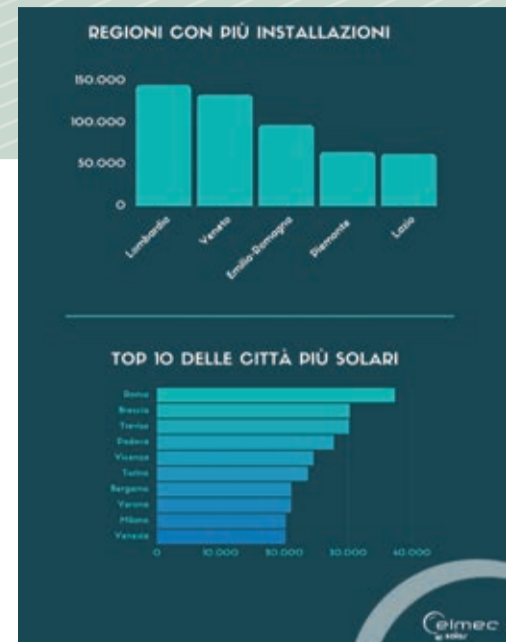 REGIONI CON PIÙ INSTALLAZIONI
150.000
100.000
50.000
0
Lombardia
Veneto
Emilia-Romagna
Piemonte
Lazio
TOP 10 DELLE CITTÀ PIÙ SOLARI
Roma
Brescia
Treviso
Padova
Vicenza
Torino
Bergamo
Verona
Milano
Venezia
0
10.000
20.000
30.000
40.000
elmec
solar